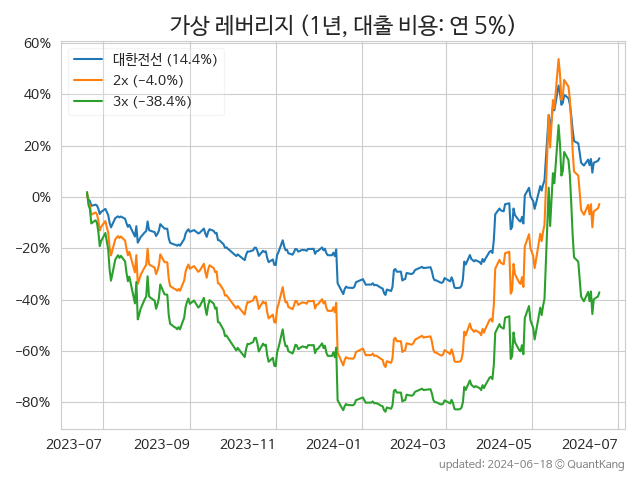 가상 레버리지 (1년, 대출 비용: 연 5%)
60%
40%
20%
0%
−20%
−40%
−60%
−80%
대한전선 (14.4%)
2x (-4.0%)
3x (-38.4%)
2023-07 2023-09 2023-11 2024-01 2024-03 2024-05 2024-07
updated: 2024-06-18 © QuantKang